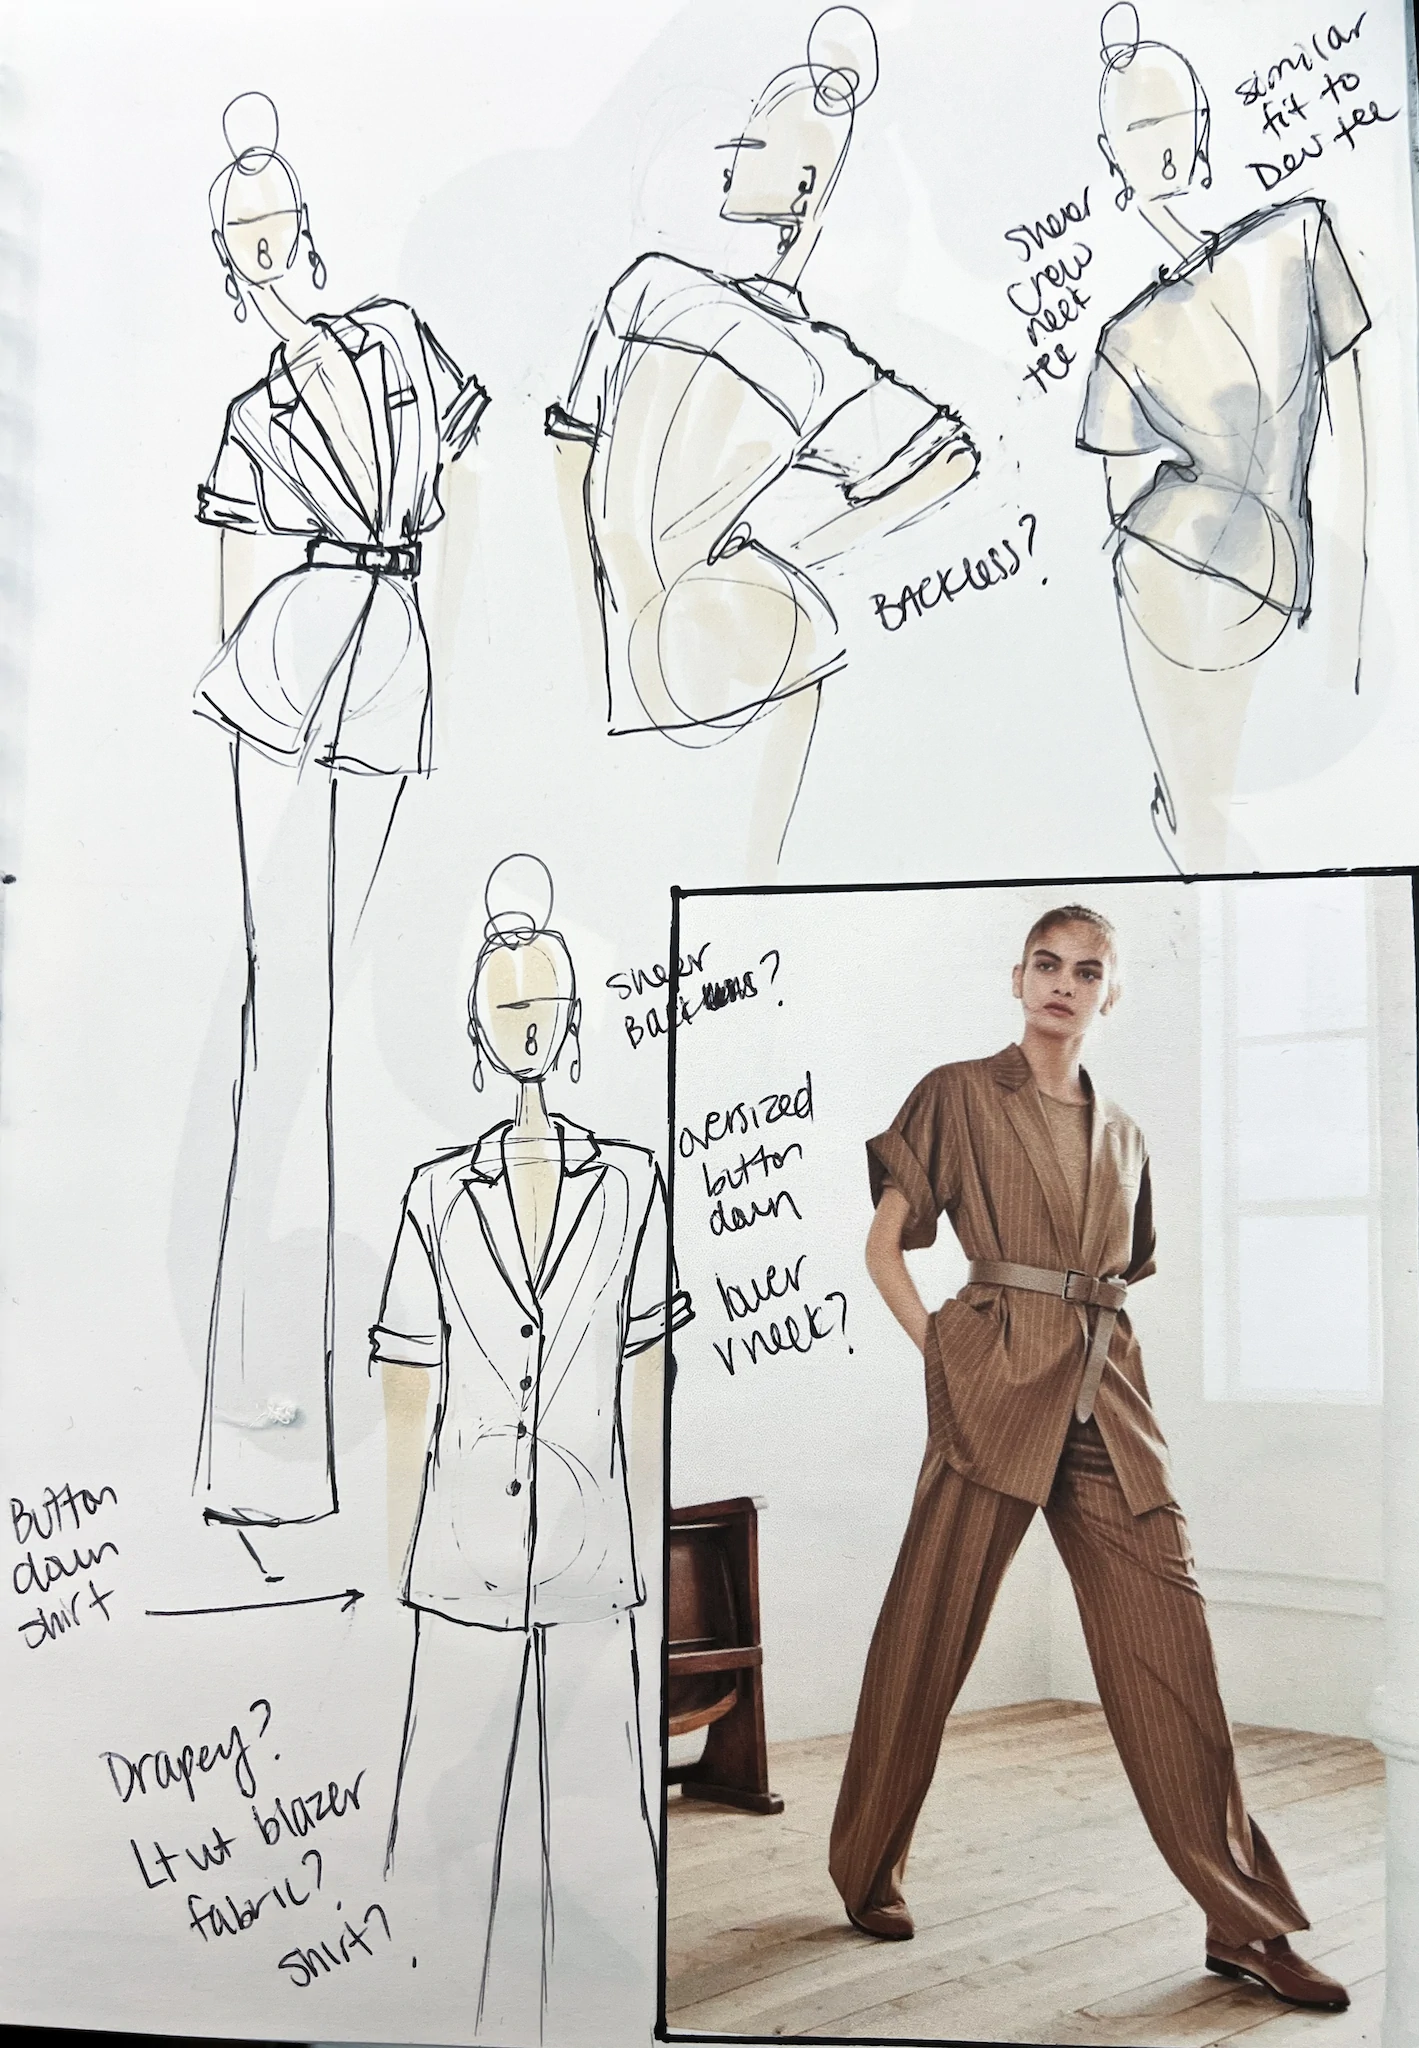 similar
fit to
Dev tee
sheer
crew
neck
tee
BACKless?
sheer
Back?
oversized
button
down
lower
v neck?
Button
down
shirt
Drapey?
Lt wt blazer
fabric?
shirt?